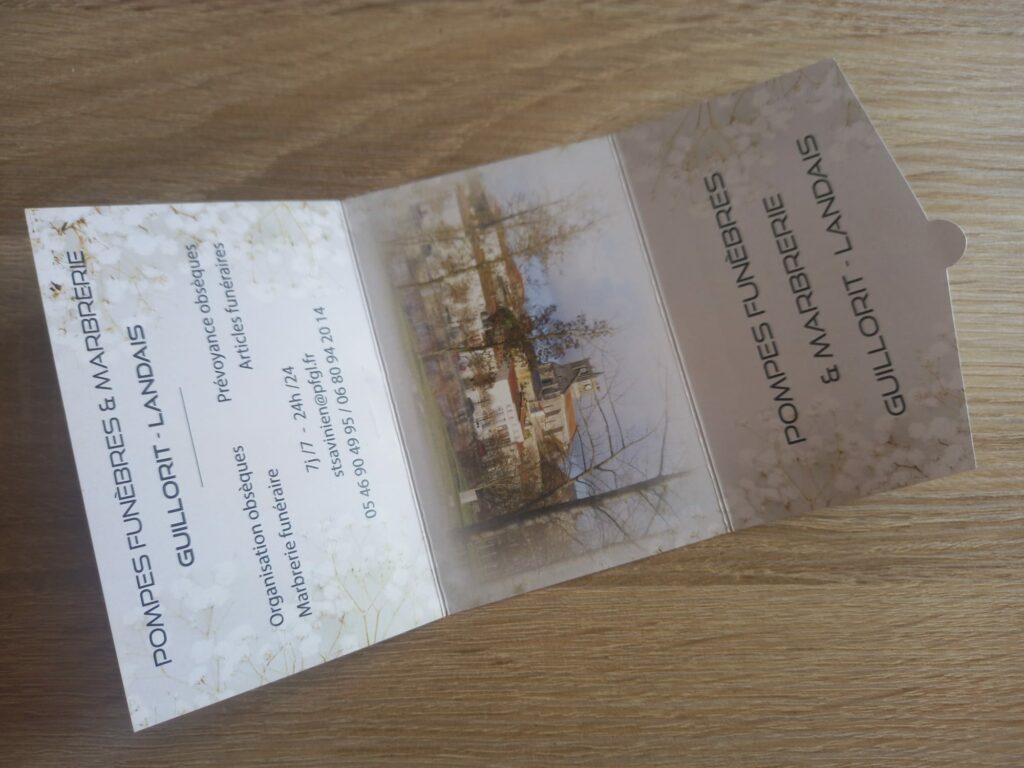 POMPES FUNÈBRES & MARBRERIE
GUILLORIT - LANDAIS
Organisation obsèques Prévoyance obsèques
Marbrerie funéraire Articles funéraires
7j /7 - 24h /24
stsavinien@pfgl.fr
05 46 90 49 95 / 06 80 94 20 14
POMPES FUNÈBRES
& MARBRERIE
GUILLORIT - LANDAIS